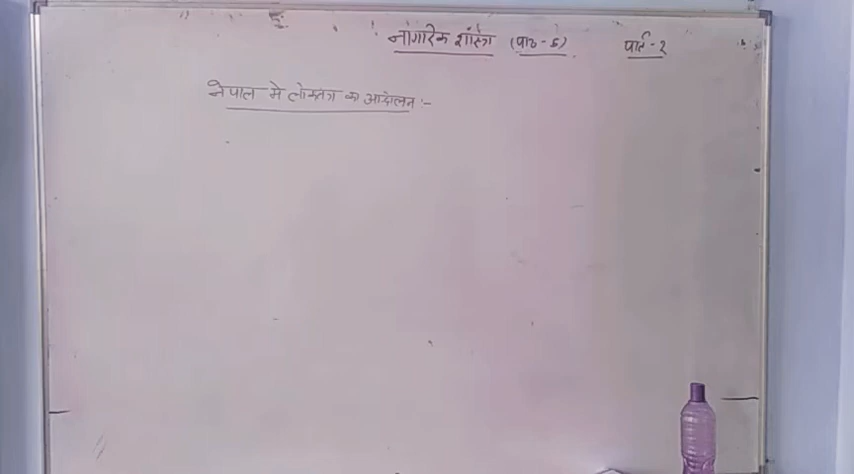 नागरिक शास्त्र (पाठ-5) पार्ट-2
नेपाल मे लोकतंत्र का आंदोलन :-